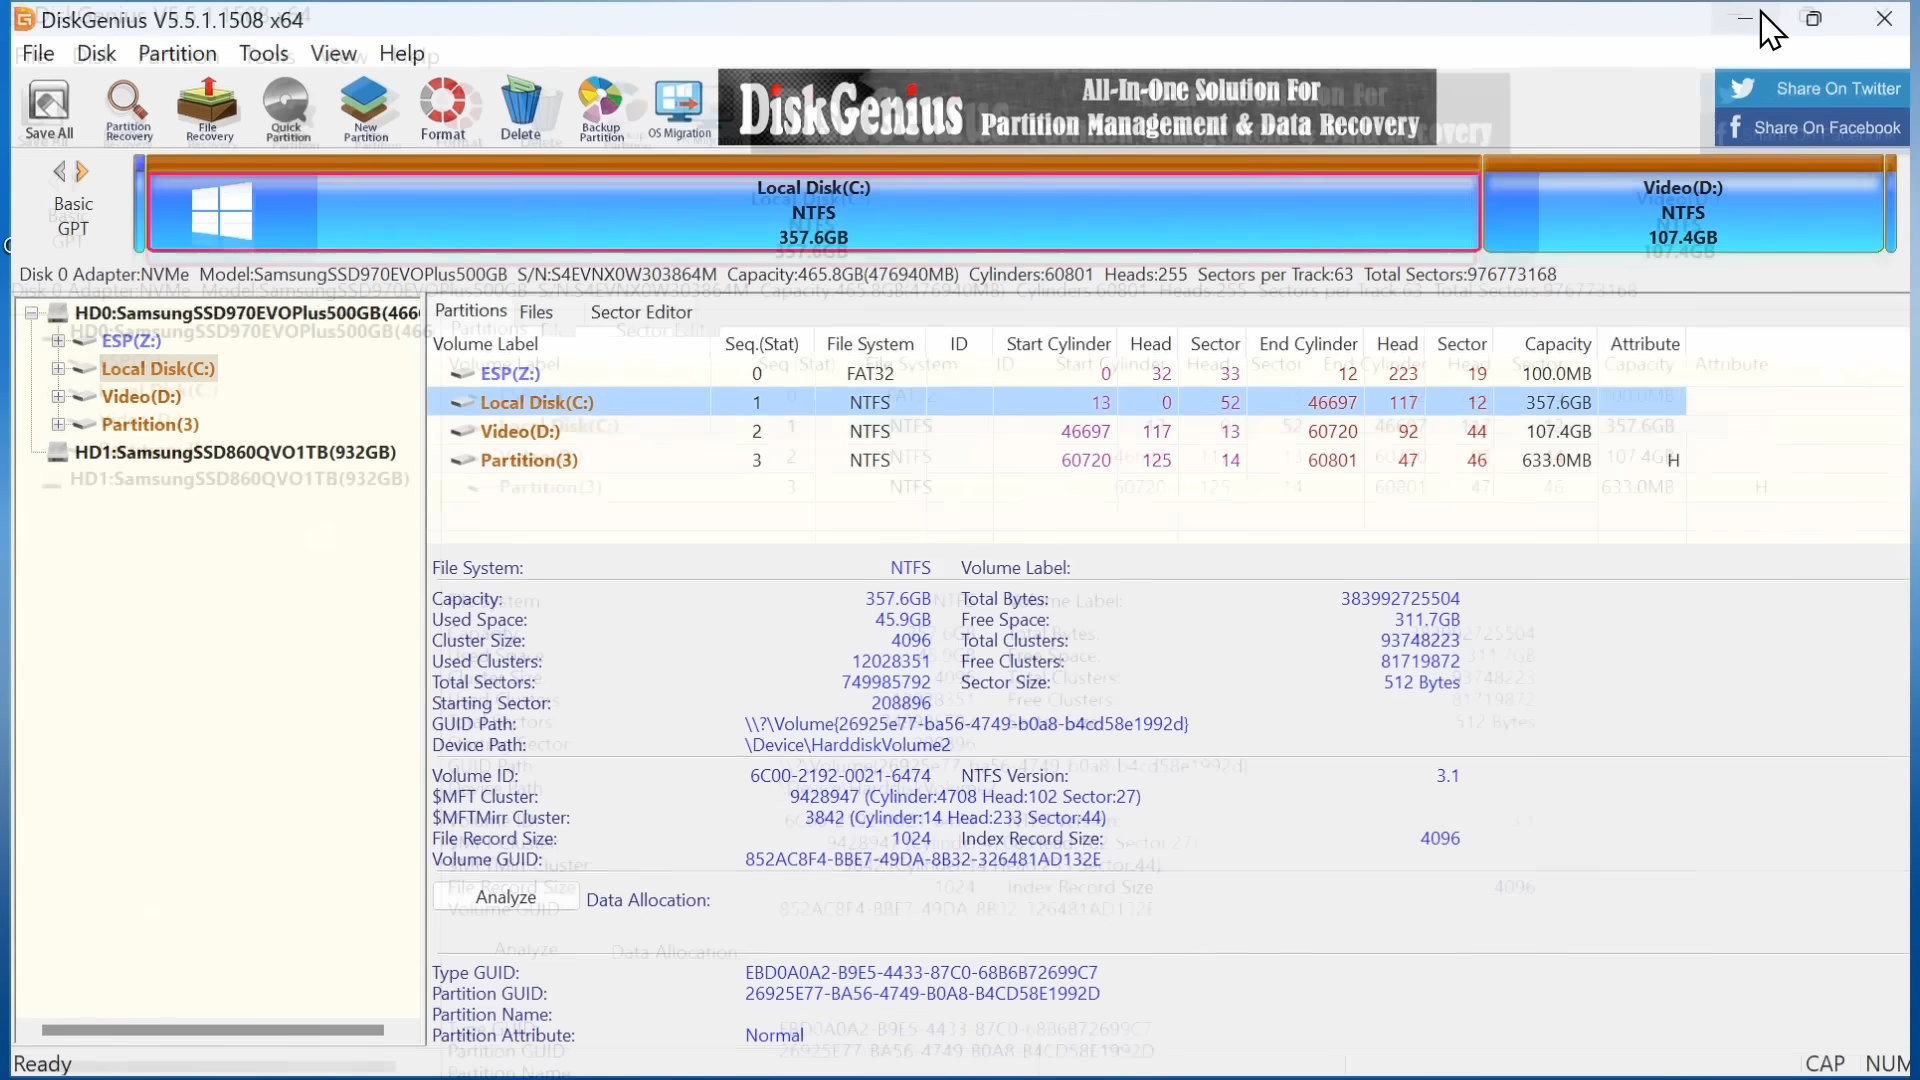 DiskGenius V5.5.1.1508 x64
File Disk Partition Tools View Help
Save All
Partition Recovery
File Recovery
Quick Partition
New Partition
Format
Delete
Backup Partition
OS Migration
DiskGenius
All-In-One Solution For
Partition Management & Data Recovery
Share On Twitter
Share On Facebook
Basic
GPT
Local Disk(C:)
NTFS
357.6GB
Video(D:)
NTFS
107.4GB
Disk 0 Adapter:NVMe Model:SamsungSSD970EVOPlus500GB S/N:S4EVNX0W303864M Capacity:465.8GB(476940MB) Cylinders:60801 Heads:255 Sectors per Track:63 Total Sectors:976773168
HD0:SamsungSSD970EVOPlus500GB(466
ESP(Z:)
Local Disk(C:)
Video(D:)
Partition(3)
HD1:SamsungSSD860QVO1TB(932GB)
Partitions Files Sector Editor
Volume Label Seq.(Stat) File System ID Start Cylinder Head Sector End Cylinder Head Sector Capacity Attribute
ESP(Z:) 0 FAT32 0 32 33 12 223 19 100.0MB
Local Disk(C:) 1 NTFS 13 0 52 46697 117 12 357.6GB
Video(D:) 2 NTFS 46697 117 13 60720 92 44 107.4GB
Partition(3) 3 NTFS 60720 125 14 60801 47 46 633.0MB H
File System: NTFS Volume Label:
Capacity: 357.6GB Total Bytes: 383992725504
Used Space: 45.9GB Free Space: 311.7GB
Cluster Size: 4096 Total Clusters: 93748223
Used Clusters: 12028351 Free Clusters: 81719872
Total Sectors: 749985792 Sector Size: 512 Bytes
Starting Sector: 208896
GUID Path: \\?\Volume{26925e77-ba56-4749-b0a8-b4cd58e1992d}
Device Path: \Device\HarddiskVolume2
Volume ID: 6C00-2192-0021-6474 NTFS Version: 3.1
$MFT Cluster: 9428947 (Cylinder:4708 Head:102 Sector:27)
$MFTMirr Cluster: 3842 (Cylinder:14 Head:233 Sector:44)
File Record Size: 1024 Index Record Size: 4096
Volume GUID: 852AC8F4-BBE7-49DA-8B32-326481AD132E
Analyze Data Allocation:
Type GUID: EBD0A0A2-B9E5-4433-87C0-68B6B72699C7
Partition GUID: 26925E77-BA56-4749-B0A8-B4CD58E1992D
Partition Name:
Partition Attribute: Normal
Ready CAP NUM